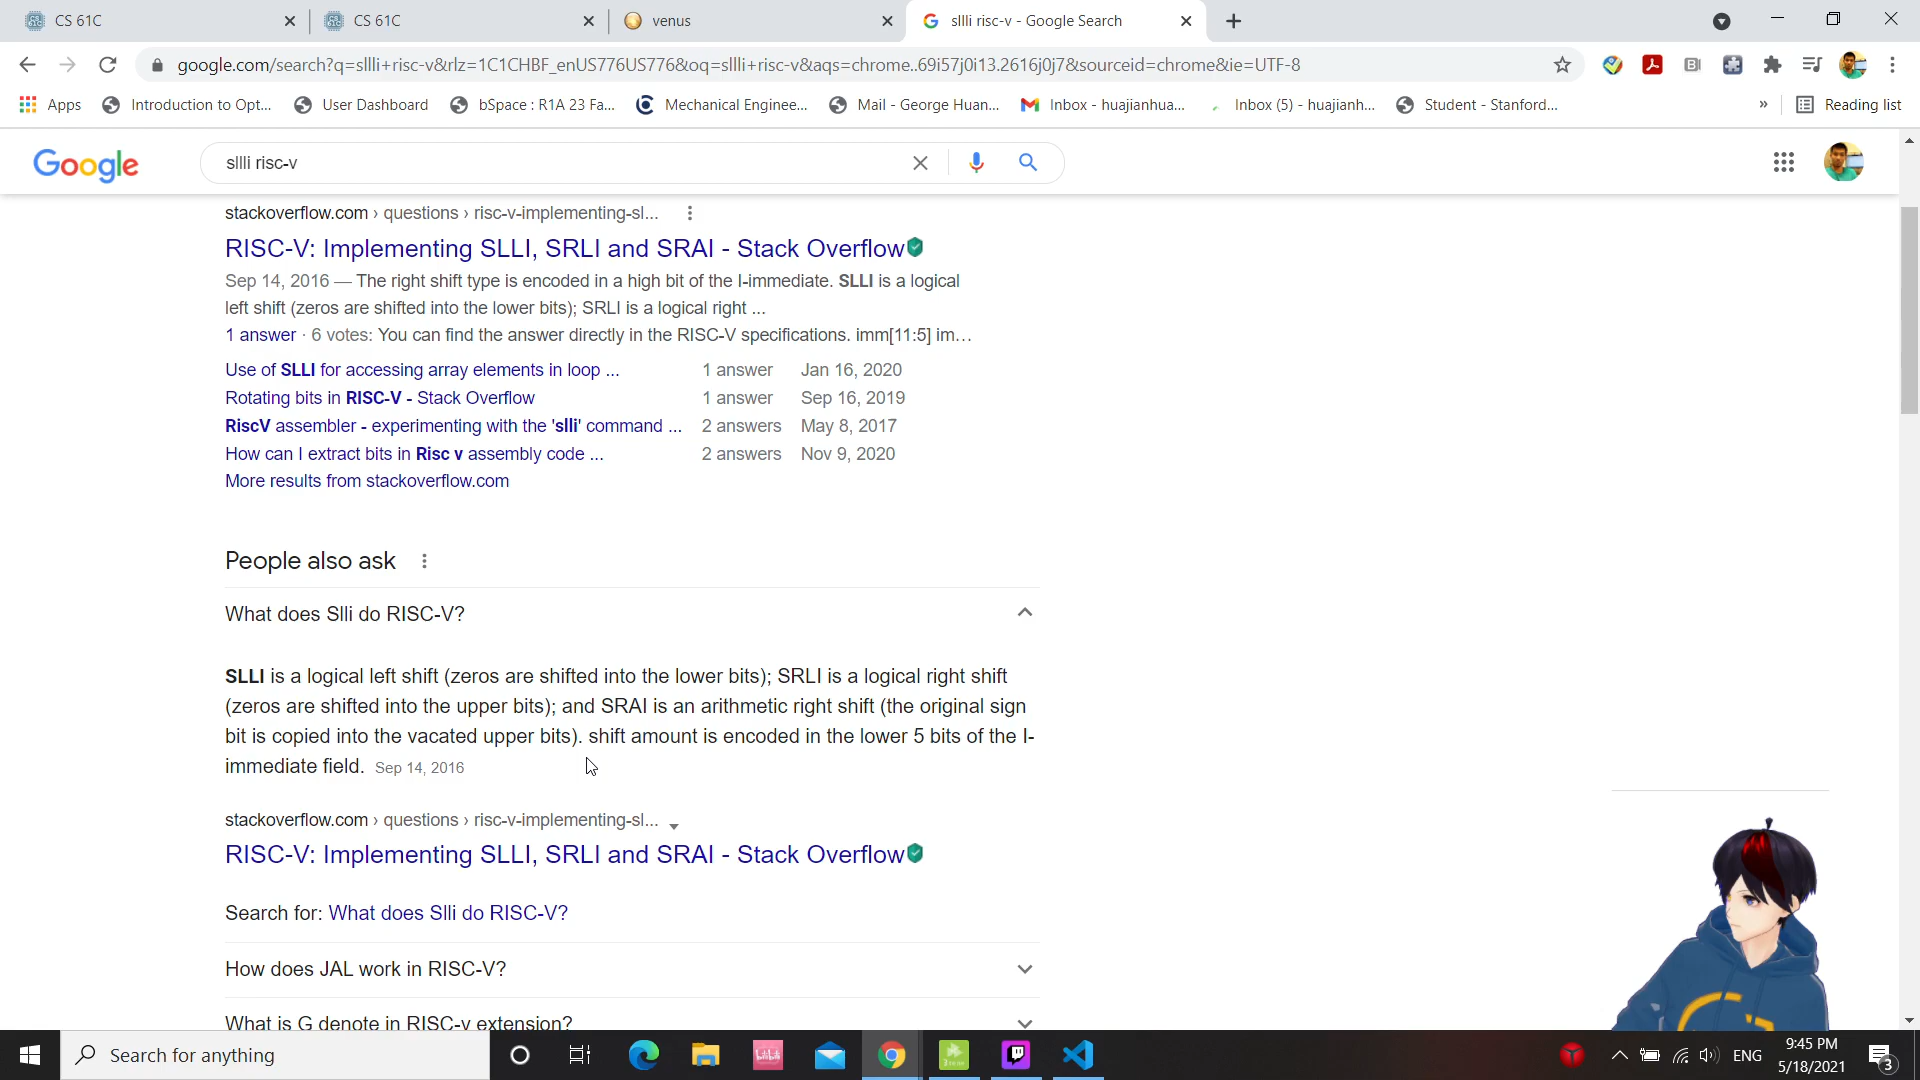 CS 61C
CS 61C
venus
sllli risc-v - Google Search
google.com/search?q=sllli+risc-v&rlz=1C1CHBF_enUS776US776&oq=sllli+risc-v&aqs=chrome..69i57j0i13.2616j0j7&sourceid=chrome&ie=UTF-8
Apps
Introduction to Opt...
User Dashboard
bSpace : R1A 23 Fa...
Mechanical Enginee...
Mail - George Huan...
Inbox - huajianhua...
Inbox (5) - huajianh...
Student - Stanford...
»
Reading list
Google
sllli risc-v
stackoverflow.com › questions › risc-v-implementing-sl...
RISC-V: Implementing SLLI, SRLI and SRAI - Stack Overflow
Sep 14, 2016 — The right shift type is encoded in a high bit of the I-immediate. SLLI is a logical
left shift (zeros are shifted into the lower bits); SRLI is a logical right ...
1 answer · 6 votes: You can find the answer directly in the RISC-V specifications. imm[11:5] im...
Use of SLLI for accessing array elements in loop ... 1 answer Jan 16, 2020
Rotating bits in RISC-V - Stack Overflow 1 answer Sep 16, 2019
RiscV assembler - experimenting with the 'slli' command ... 2 answers May 8, 2017
How can I extract bits in Risc v assembly code ... 2 answers Nov 9, 2020
More results from stackoverflow.com
People also ask
What does Slli do RISC-V?
SLLI is a logical left shift (zeros are shifted into the lower bits); SRLI is a logical right shift
(zeros are shifted into the upper bits); and SRAI is an arithmetic right shift (the original sign
bit is copied into the vacated upper bits). shift amount is encoded in the lower 5 bits of the I-
immediate field. Sep 14, 2016
stackoverflow.com › questions › risc-v-implementing-sl...
RISC-V: Implementing SLLI, SRLI and SRAI - Stack Overflow
Search for: What does Slli do RISC-V?
How does JAL work in RISC-V?
What is G denote in RISC-v extension?
Search for anything
ENG
9:45 PM
5/18/2021
3